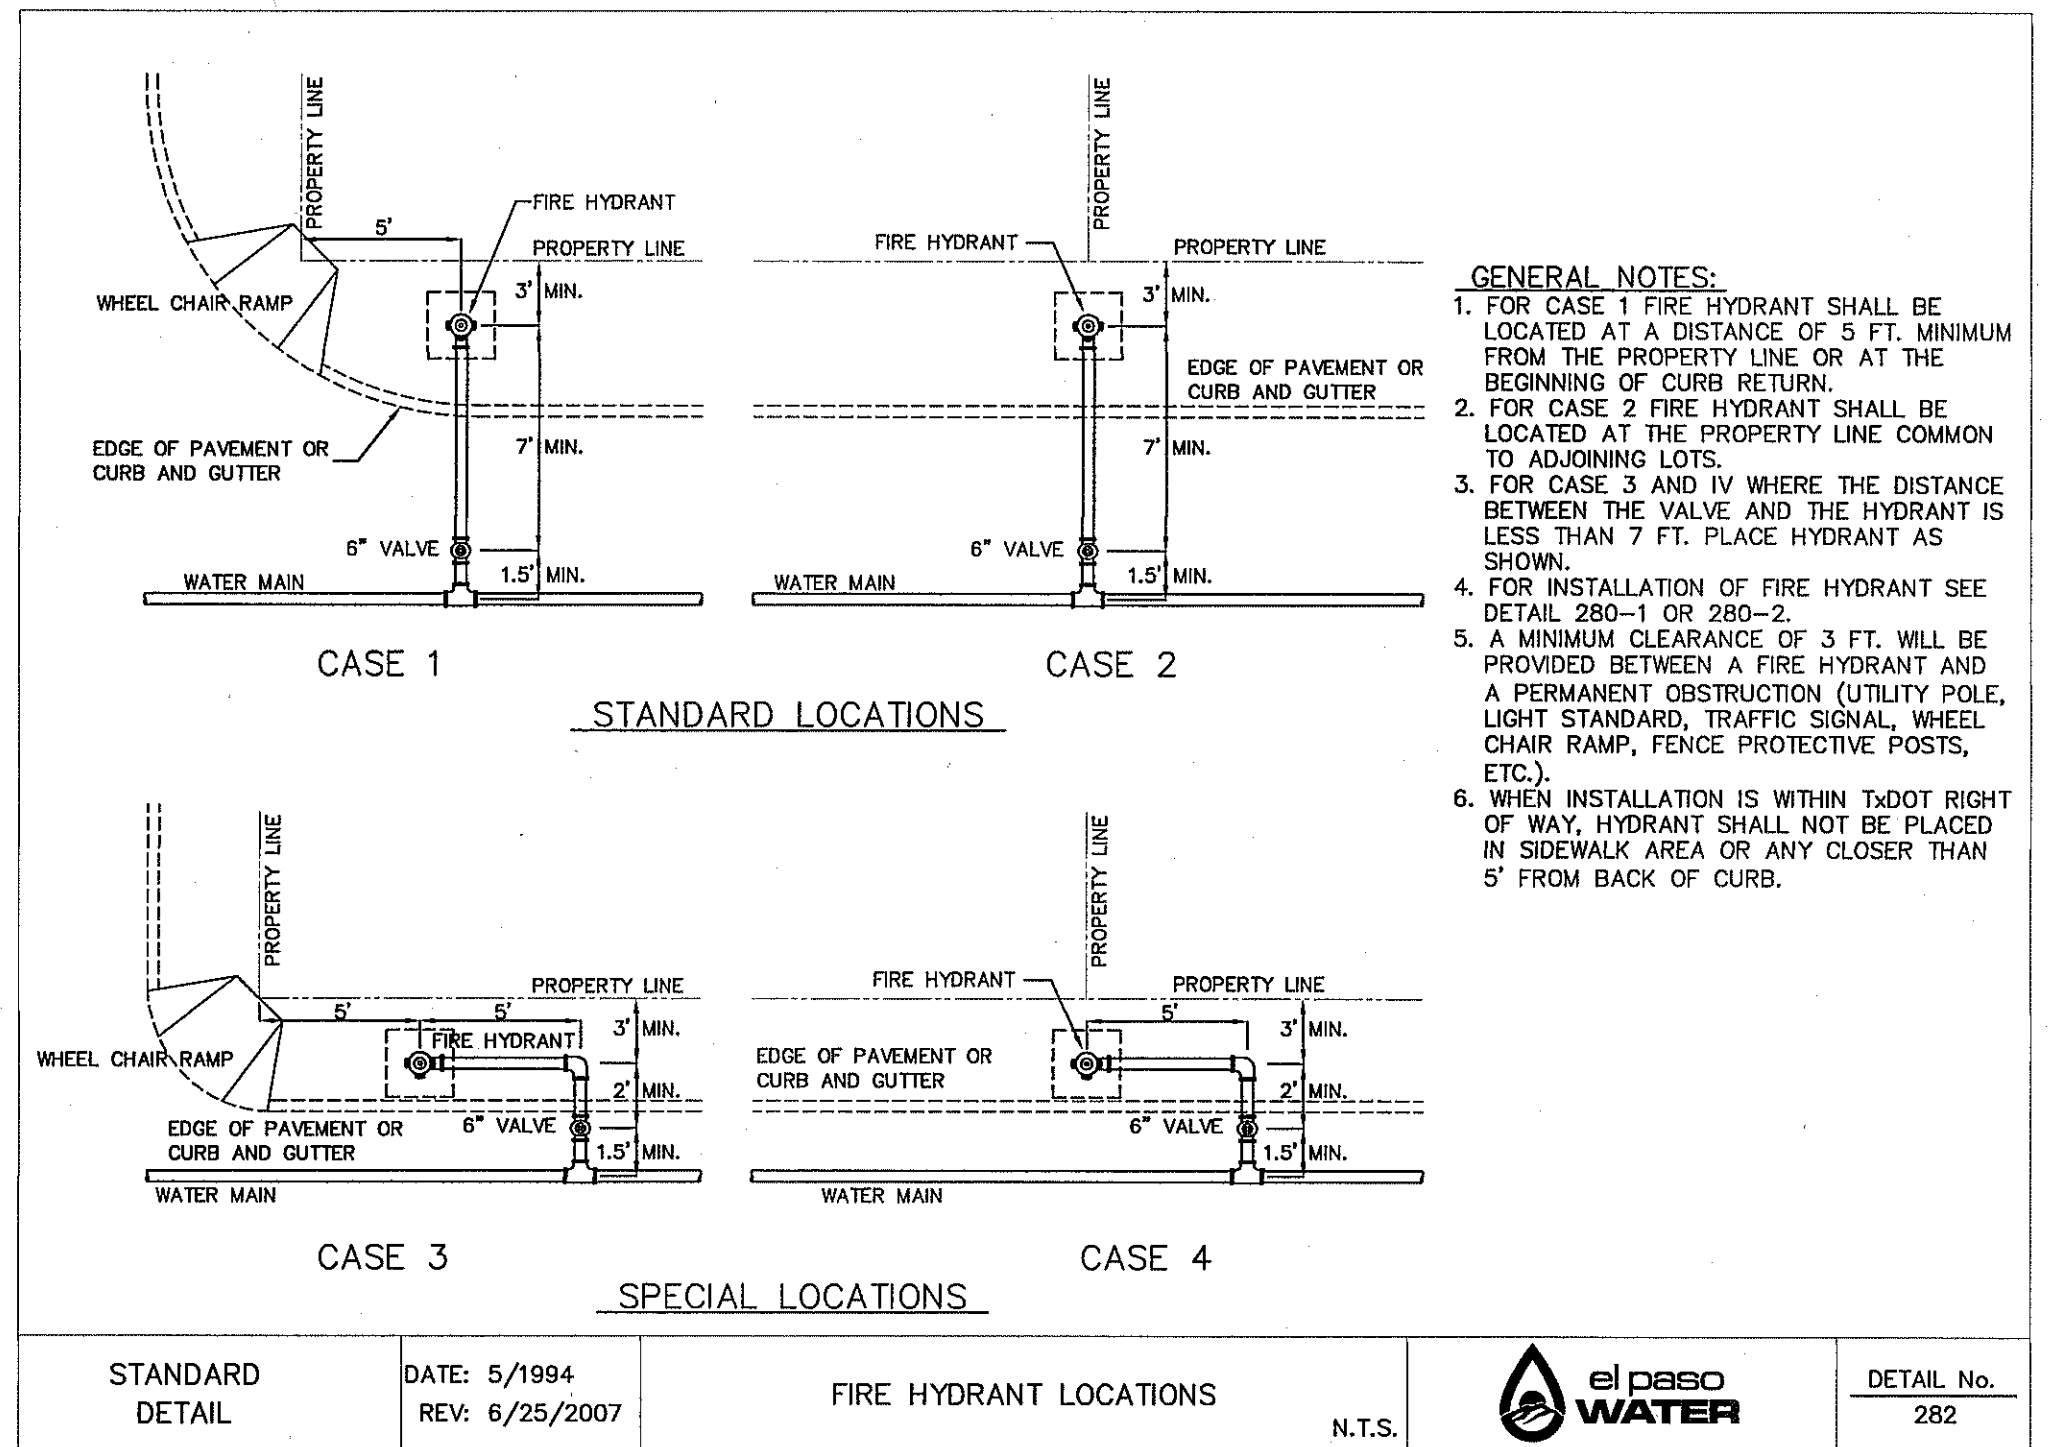 PROPERTY LINE
5'
FIRE HYDRANT
PROPERTY LINE
3' MIN.
WHEEL CHAIR RAMP
EDGE OF PAVEMENT OR
CURB AND GUTTER
7' MIN.
6" VALVE
1.5' MIN.
WATER MAIN
CASE 1
PROPERTY LINE
FIRE HYDRANT
PROPERTY LINE
3' MIN.
EDGE OF PAVEMENT OR
CURB AND GUTTER
7' MIN.
6" VALVE
1.5' MIN.
WATER MAIN
CASE 2
STANDARD LOCATIONS
GENERAL NOTES:
1. FOR CASE 1 FIRE HYDRANT SHALL BE
LOCATED AT A DISTANCE OF 5 FT. MINIMUM
FROM THE PROPERTY LINE OR AT THE
BEGINNING OF CURB RETURN.
2. FOR CASE 2 FIRE HYDRANT SHALL BE
LOCATED AT THE PROPERTY LINE COMMON
TO ADJOINING LOTS.
3. FOR CASE 3 AND IV WHERE THE DISTANCE
BETWEEN THE VALVE AND THE HYDRANT IS
LESS THAN 7 FT. PLACE HYDRANT AS
SHOWN.
4. FOR INSTALLATION OF FIRE HYDRANT SEE
DETAIL 280-1 OR 280-2.
5. A MINIMUM CLEARANCE OF 3 FT. WILL BE
PROVIDED BETWEEN A FIRE HYDRANT AND
A PERMANENT OBSTRUCTION (UTILITY POLE,
LIGHT STANDARD, TRAFFIC SIGNAL, WHEEL
CHAIR RAMP, FENCE PROTECTIVE POSTS,
ETC.).
6. WHEN INSTALLATION IS WITHIN TxDOT RIGHT
OF WAY, HYDRANT SHALL NOT BE PLACED
IN SIDEWALK AREA OR ANY CLOSER THAN
5' FROM BACK OF CURB.
PROPERTY LINE
PROPERTY LINE
5'
5'
3' MIN.
FIRE HYDRANT
WHEEL CHAIR RAMP
2' MIN.
EDGE OF PAVEMENT OR
CURB AND GUTTER
6" VALVE
1.5' MIN.
WATER MAIN
CASE 3
PROPERTY LINE
FIRE HYDRANT
PROPERTY LINE
5'
3' MIN.
EDGE OF PAVEMENT OR
CURB AND GUTTER
2' MIN.
6" VALVE
1.5' MIN.
WATER MAIN
CASE 4
SPECIAL LOCATIONS
STANDARD
DETAIL
DATE: 5/1994
REV: 6/25/2007
FIRE HYDRANT LOCATIONS
N.T.S.
el paso
WATER
DETAIL No.
282